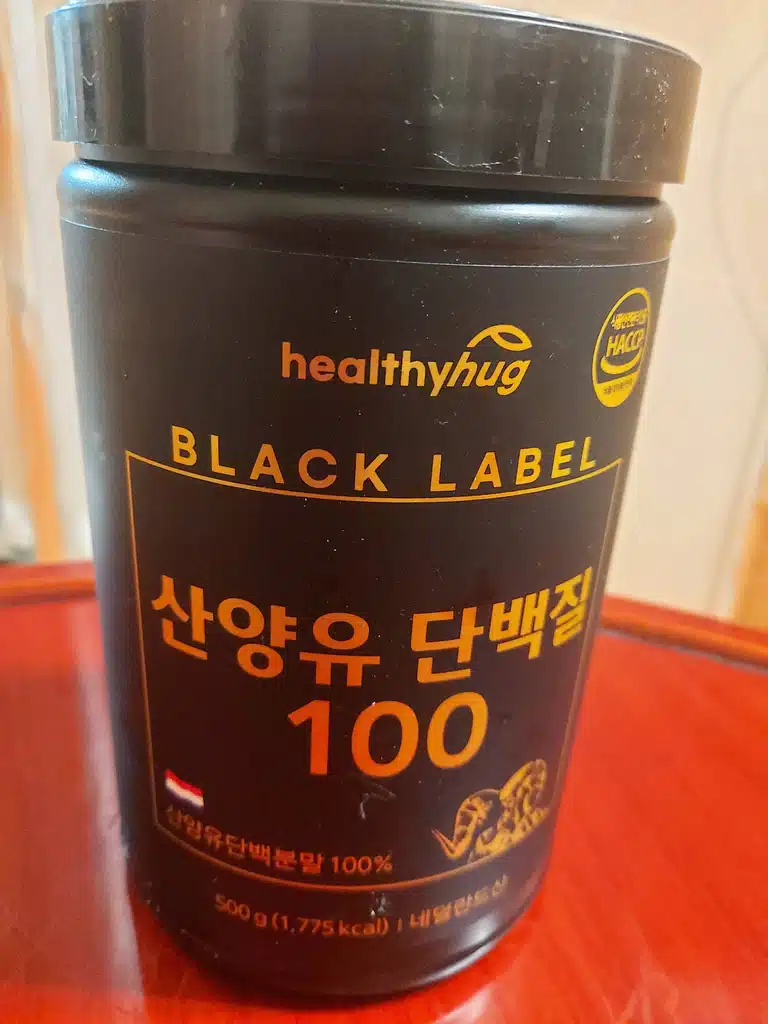 healthyhug
HACCP
BLACK LABEL
산양유 단백질
100
산양유단백분말 100%
500 g (1,775 kcal) | 네덜란드산